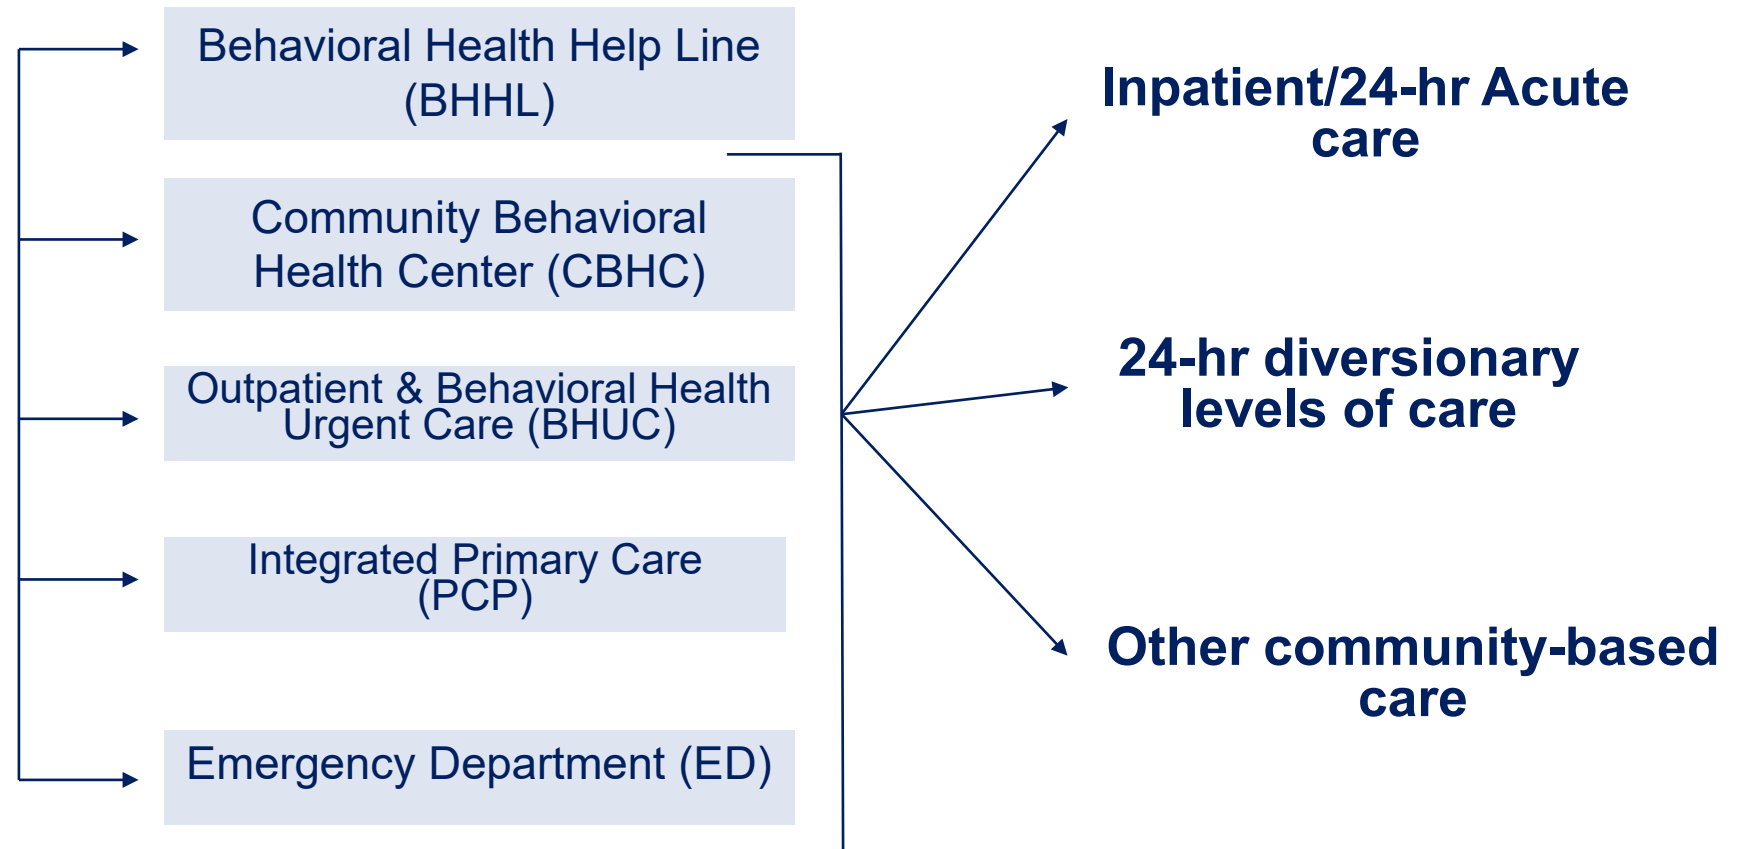 Behavioral Health Help Line
(BHHL)
Community Behavioral
Health Center (CBHC)
Outpatient & Behavioral Health
Urgent Care (BHUC)
Integrated Primary Care
(PCP)
Emergency Department (ED)
Inpatient/24-hr Acute
care
24-hr diversionary
levels of care
Other community-based
care